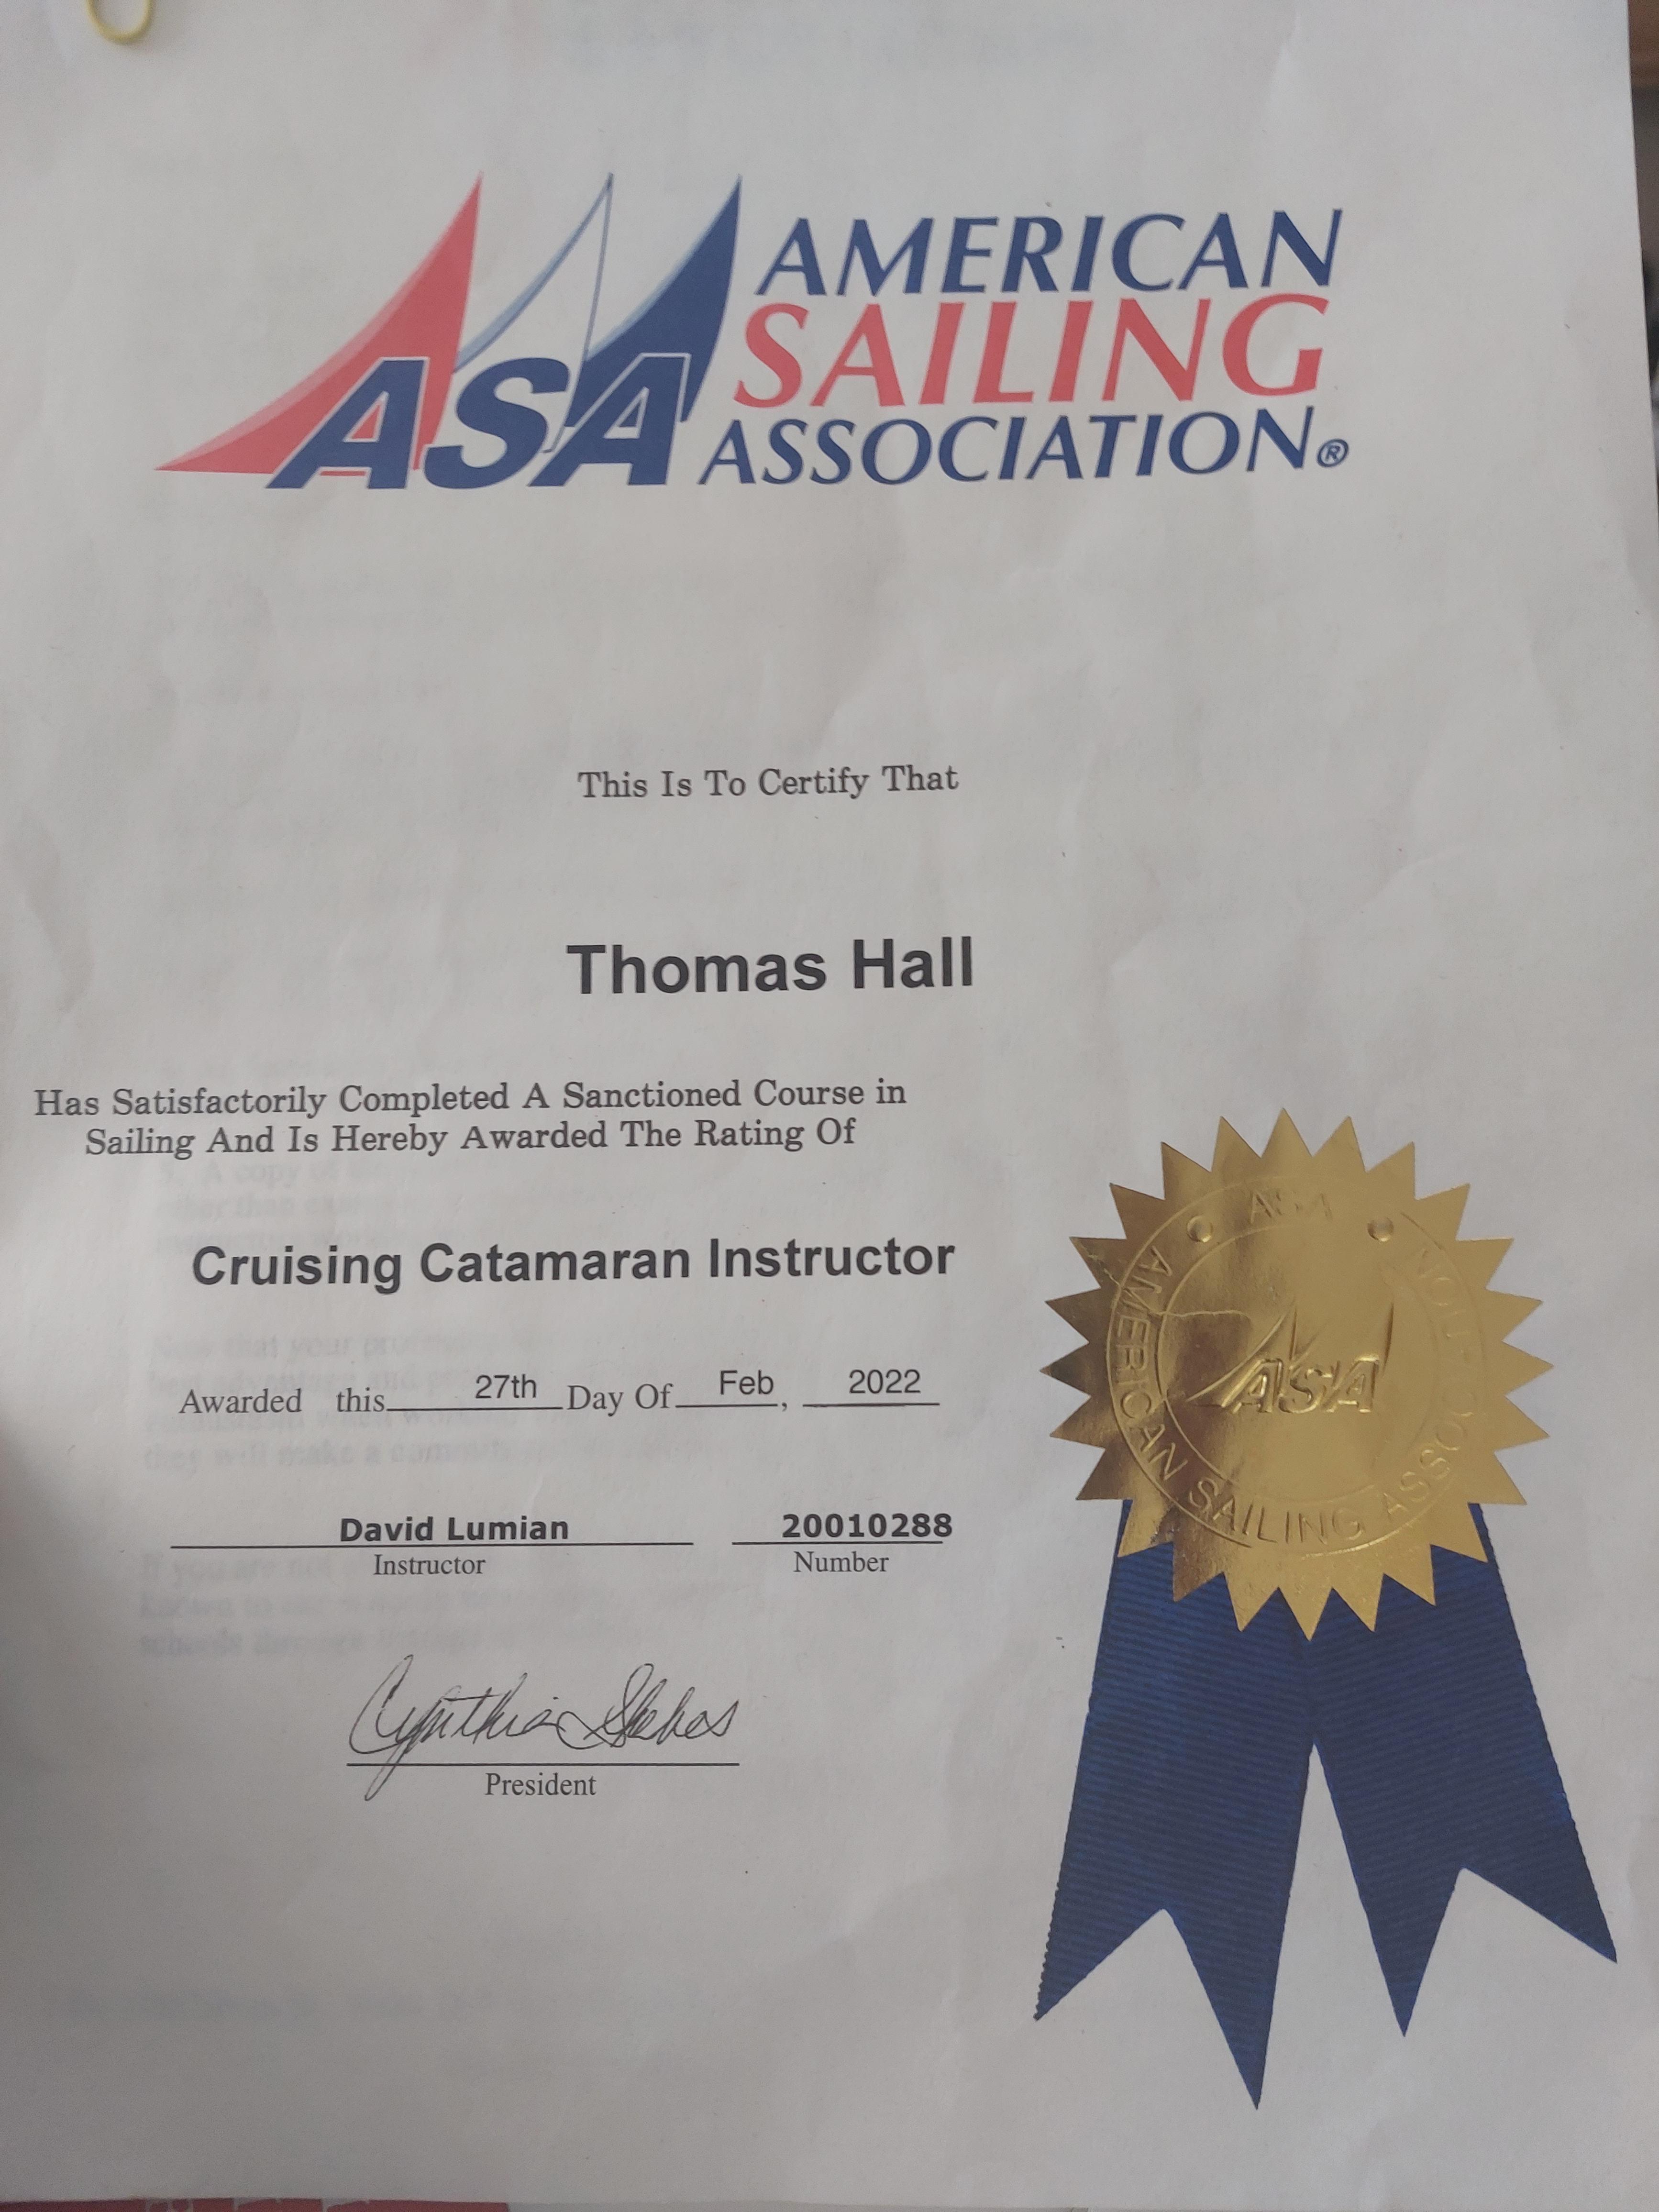 ASA
AMERICAN
SAILING
ASSOCIATION®
This Is To Certify That
Thomas Hall
Has Satisfactorily Completed A Sanctioned Course in
Sailing And Is Hereby Awarded The Rating Of
Cruising Catamaran Instructor
Awarded this 27th Day Of Feb, 2022
David Lumian 20010288
Instructor Number
President
ASA
AMERICAN SAILING ASSOCIATION
ASA